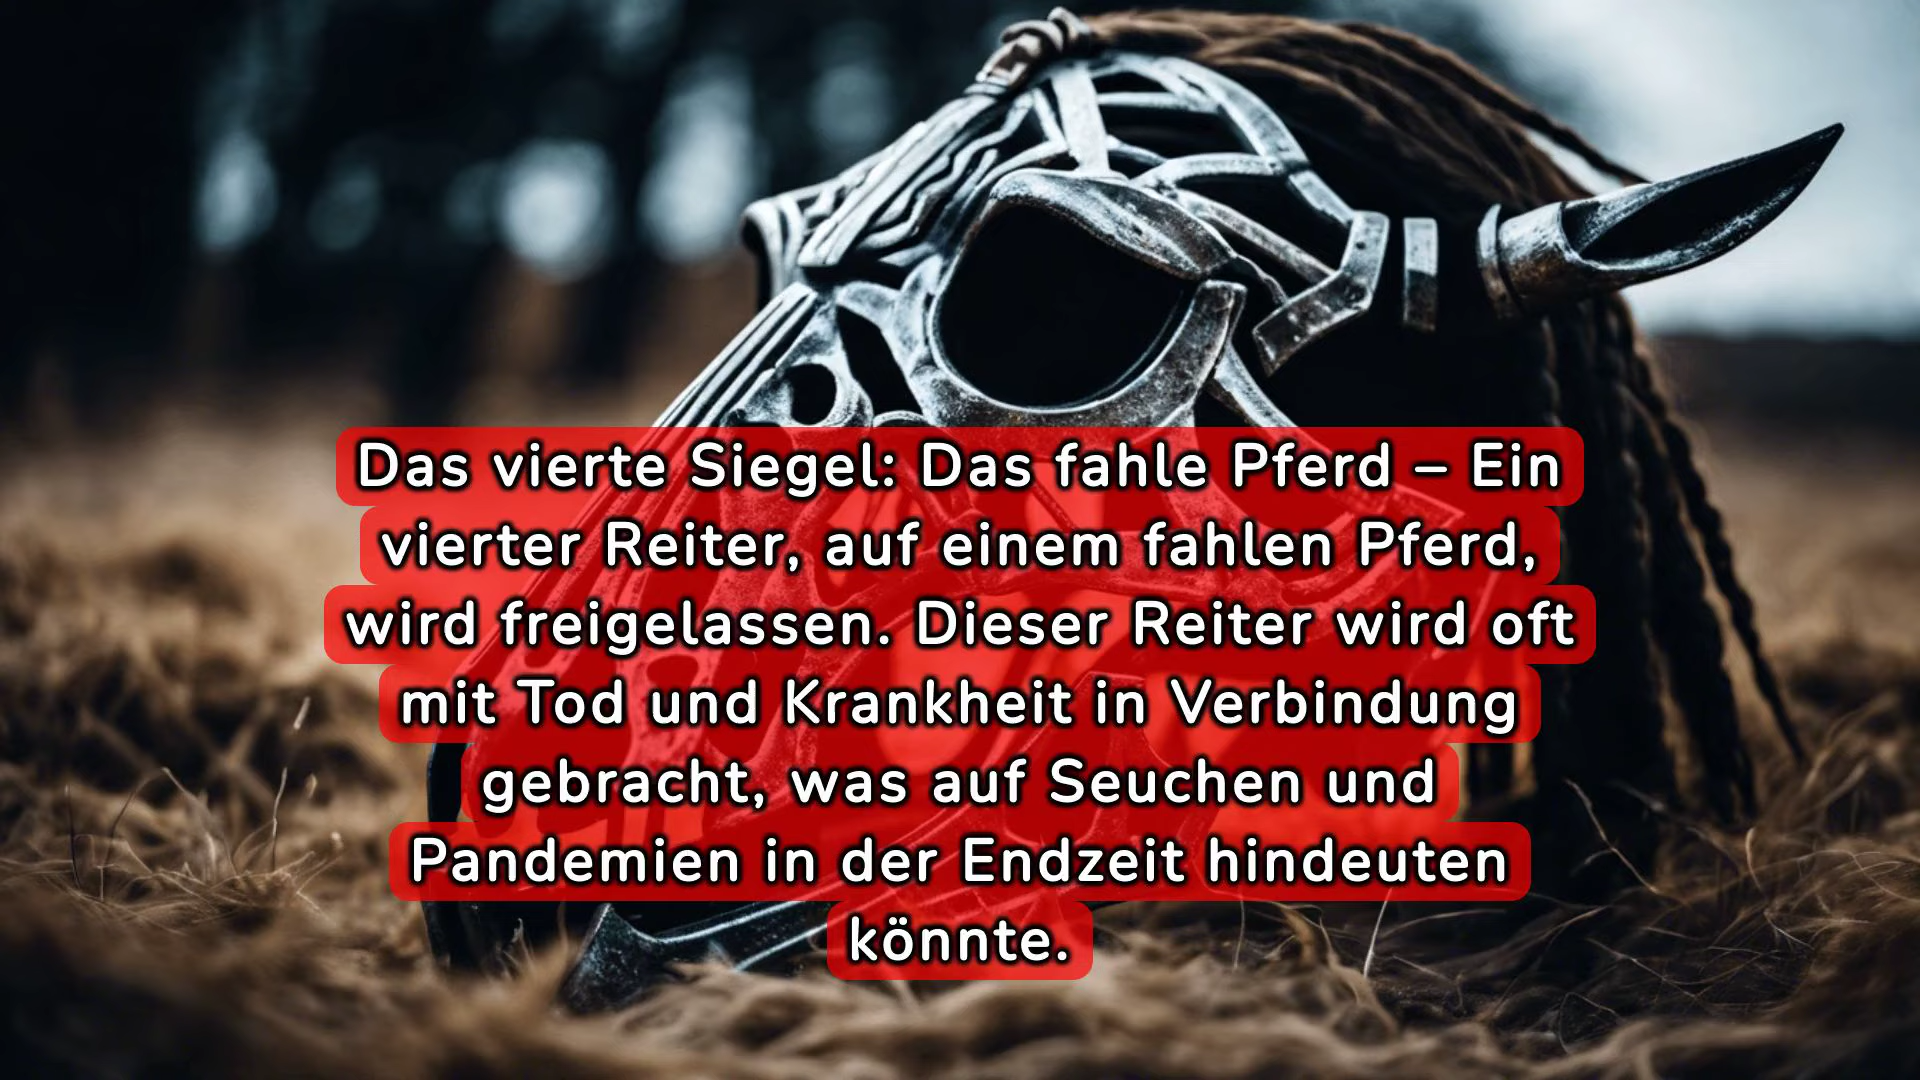 Das vierte Siegel: Das fahle Pferd – Ein
vierter Reiter, auf einem fahlen Pferd,
wird freigelassen. Dieser Reiter wird oft
mit Tod und Krankheit in Verbindung
gebracht, was auf Seuchen und
Pandemien in der Endzeit hindeuten
könnte.